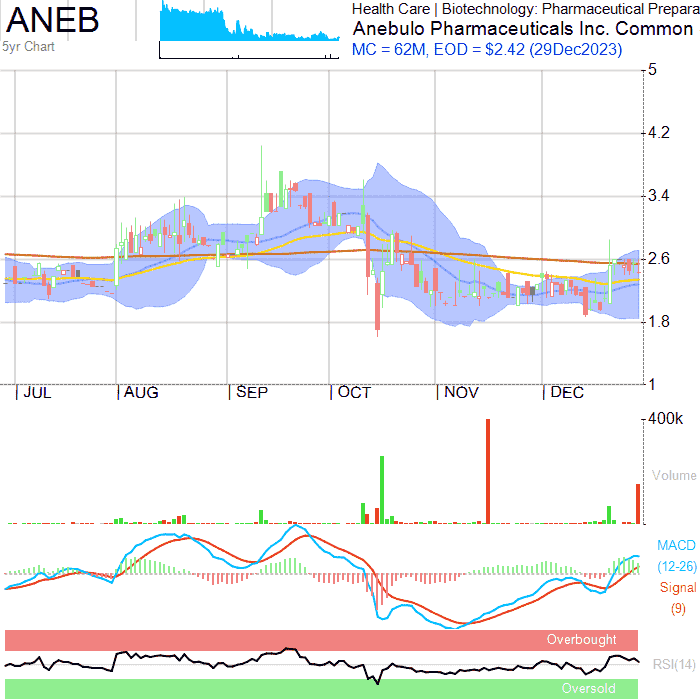 ANEB
5yr Chart
Health Care | Biotechnology: Pharmaceutical Prepara
Anebulo Pharmaceuticals Inc. Common
MC = 62M, EOD = $2.42 (29Dec2023)
5
4.2
3.4
2.6
1.8
1
JUL AUG SEP OCT NOV DEC
400k
Volume
MACD
(12-26)
Signal
(9)
Overbought
RSI(14)
Oversold